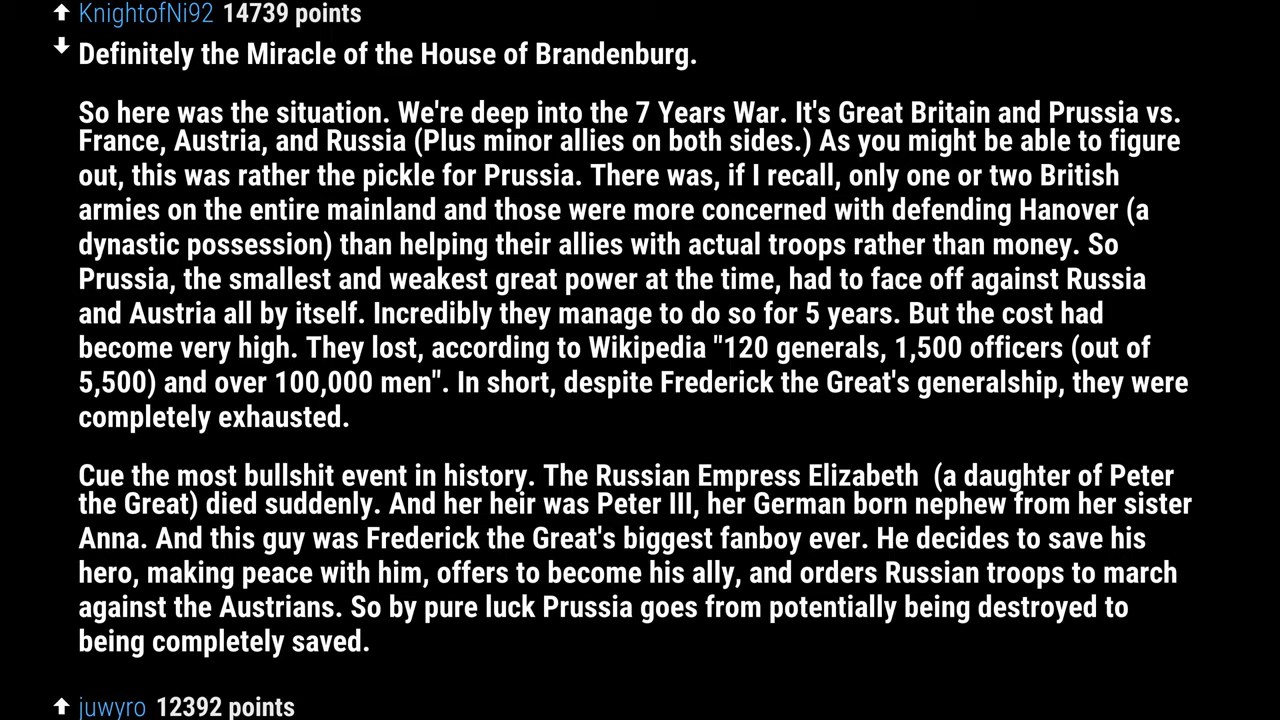 KnightofNi92 14739 points
Definitely the Miracle of the House of Brandenburg.
So here was the situation. We're deep into the 7 Years War. It's Great Britain and Prussia vs.
France, Austria, and Russia (Plus minor allies on both sides.) As you might be able to figure
out, this was rather the pickle for Prussia. There was, if I recall, only one or two British
armies on the entire mainland and those were more concerned with defending Hanover (a
dynastic possession) than helping their allies with actual troops rather than money. So
Prussia, the smallest and weakest great power at the time, had to face off against Russia
and Austria all by itself. Incredibly they manage to do so for 5 years. But the cost had
become very high. They lost, according to Wikipedia "120 generals, 1,500 officers (out of
5,500) and over 100,000 men". In short, despite Frederick the Great's generalship, they were
completely exhausted.
Cue the most bullshit event in history. The Russian Empress Elizabeth (a daughter of Peter
the Great) died suddenly. And her heir was Peter III, her German born nephew from her sister
Anna. And this guy was Frederick the Great's biggest fanboy ever. He decides to save his
hero, making peace with him, offers to become his ally, and orders Russian troops to march
against the Austrians. So by pure luck Prussia goes from potentially being destroyed to
being completely saved.
juwyro 12392 points